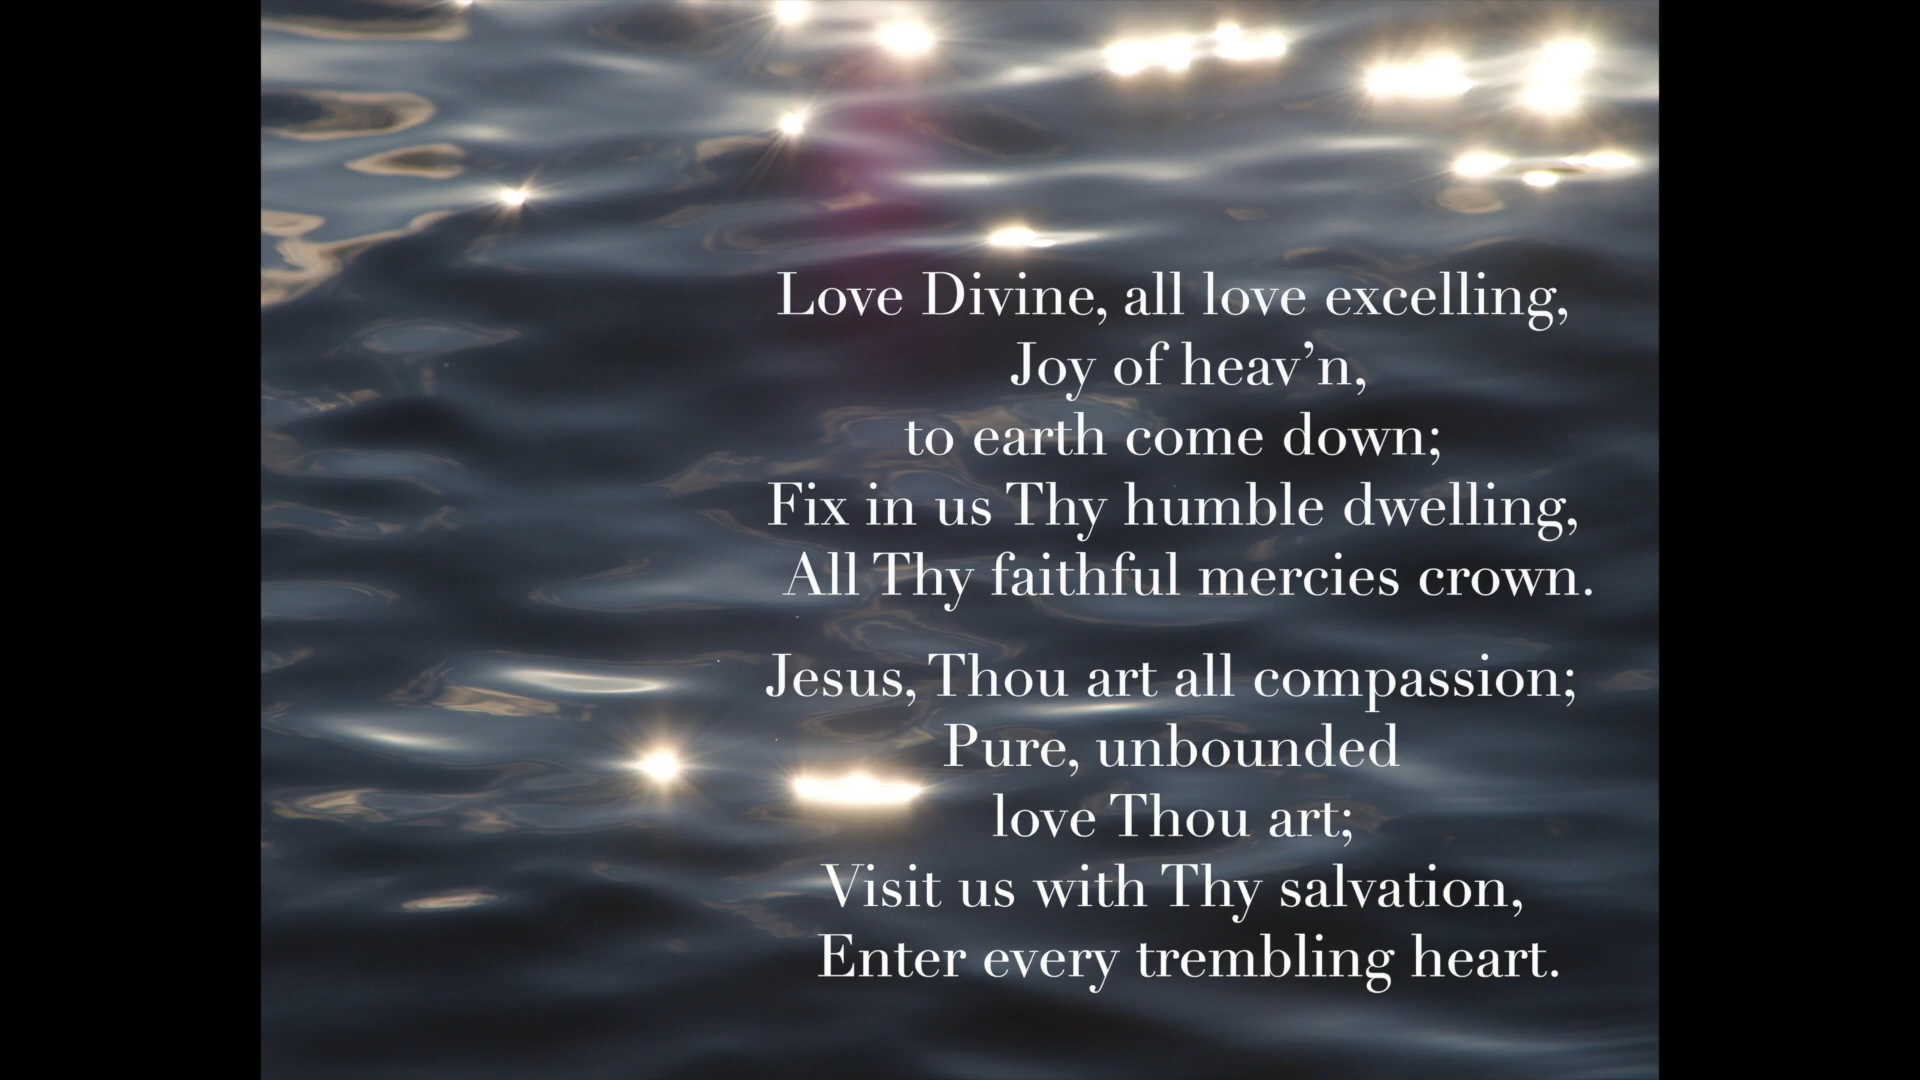 Love Divine, all love excelling,
Joy of heav’n,
to earth come down;
Fix in us Thy humble dwelling,
All Thy faithful mercies crown.
Jesus, Thou art all compassion;
Pure, unbounded
love Thou art;
Visit us with Thy salvation,
Enter every trembling heart.